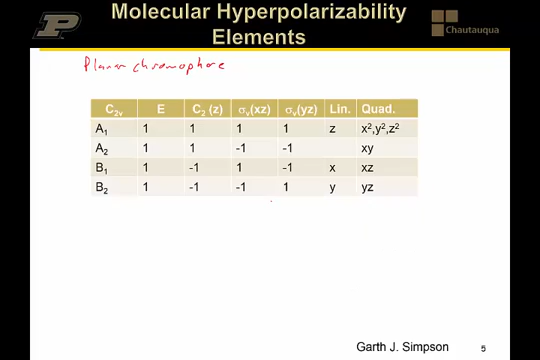 Molecular Hyperpolarizability
Elements
Chautauqua
Planar chromophore
C2v E C2 (z) σv(xz) σv(yz) Lin. Quad.
A1 1 1 1 1 z x²,y²,z²
A2 1 1 -1 -1 xy
B1 1 -1 1 -1 x xz
B2 1 -1 -1 1 y yz
Garth J. Simpson 5